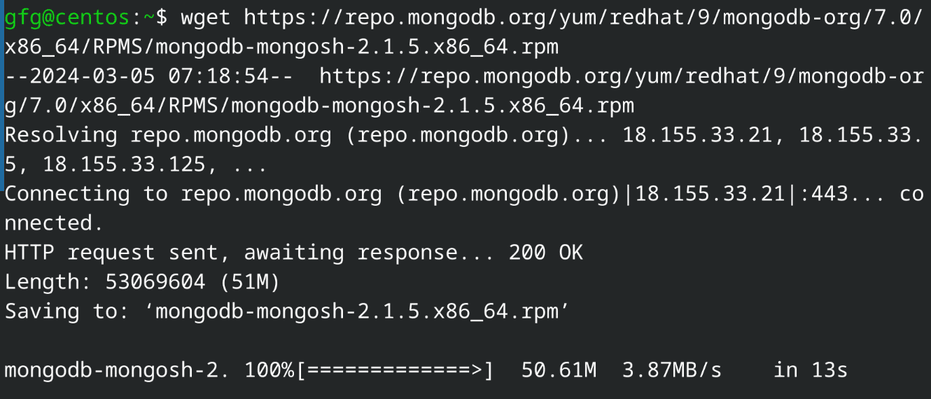 gfg@centos:~$ wget https://repo.mongodb.org/yum/redhat/9/mongodb-org/7.0/
x86_64/RPMS/mongodb-mongosh-2.1.5.x86_64.rpm
--2024-03-05 07:18:54--  https://repo.mongodb.org/yum/redhat/9/mongodb-or
g/7.0/x86_64/RPMS/mongodb-mongosh-2.1.5.x86_64.rpm
Resolving repo.mongodb.org (repo.mongodb.org)... 18.155.33.21, 18.155.33.
5, 18.155.33.125, ...
Connecting to repo.mongodb.org (repo.mongodb.org)|18.155.33.21|:443... co
nnected.
HTTP request sent, awaiting response... 200 OK
Length: 53069604 (51M)
Saving to: ‘mongodb-mongosh-2.1.5.x86_64.rpm’
mongodb-mongosh-2. 100%[=============>]  50.61M  3.87MB/s    in 13s